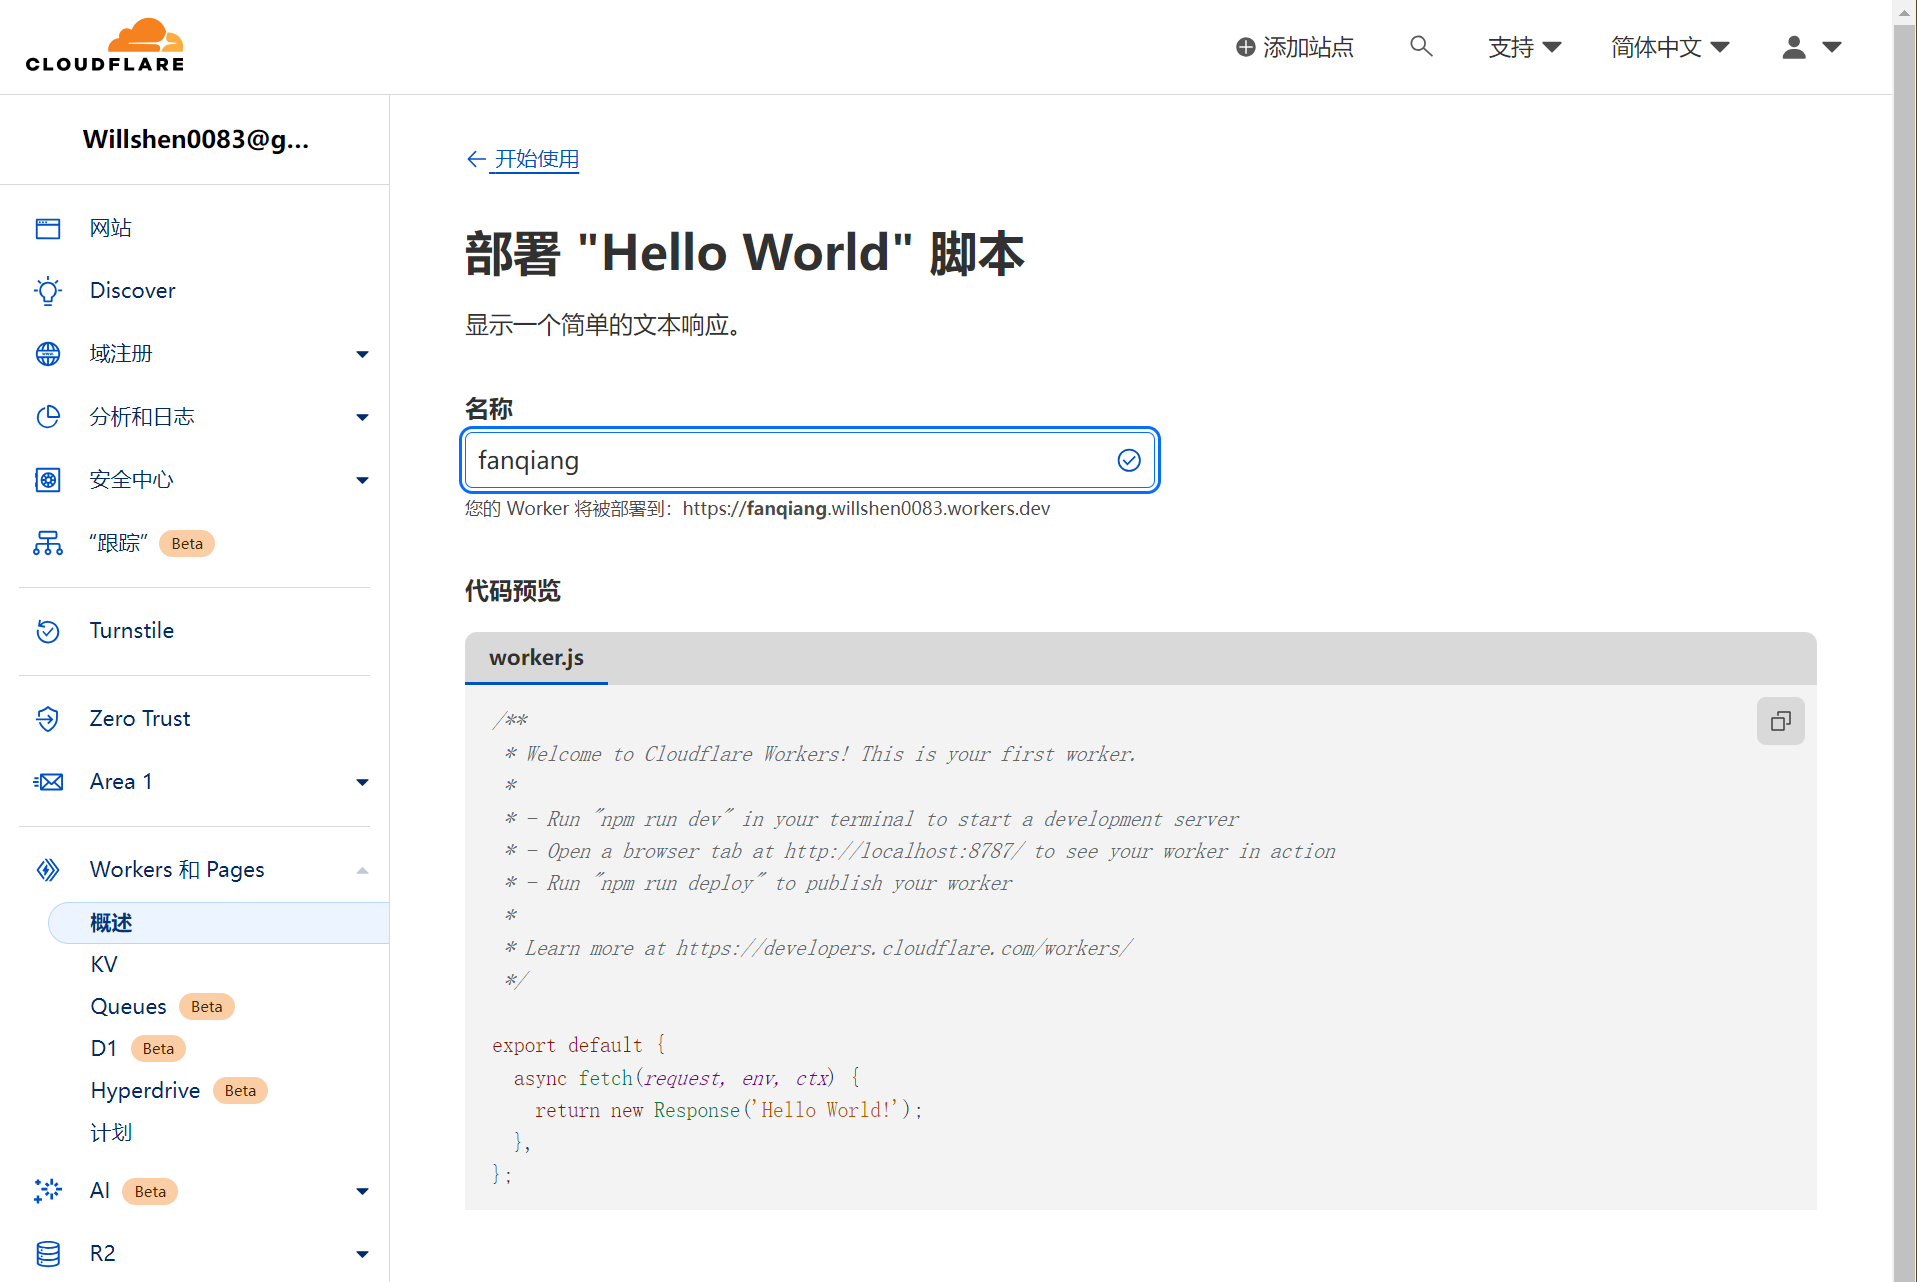 CLOUDFLARE
添加站点
支持
简体中文
Willshen0083@g...
网站
Discover
域注册
分析和日志
安全中心
“跟踪” Beta
Turnstile
Zero Trust
Area 1
Workers 和 Pages
概述
KV
Queues Beta
D1 Beta
Hyperdrive Beta
计划
AI Beta
R2
开始使用
部署 "Hello World" 脚本
显示一个简单的文本响应。
名称
fanqiang
您的 Worker 将被部署到：https://fanqiang.willshen0083.workers.dev
代码预览
worker.js
/**
 * Welcome to Cloudflare Workers! This is your first worker.
 *
 * - Run "npm run dev" in your terminal to start a development server
 * - Open a browser tab at http://localhost:8787/ to see your worker in action
 * - Run "npm run deploy" to publish your worker
 *
 * Learn more at https://developers.cloudflare.com/workers/
 */
export default {
  async fetch(request, env, ctx) {
    return new Response('Hello World!');
  },
};